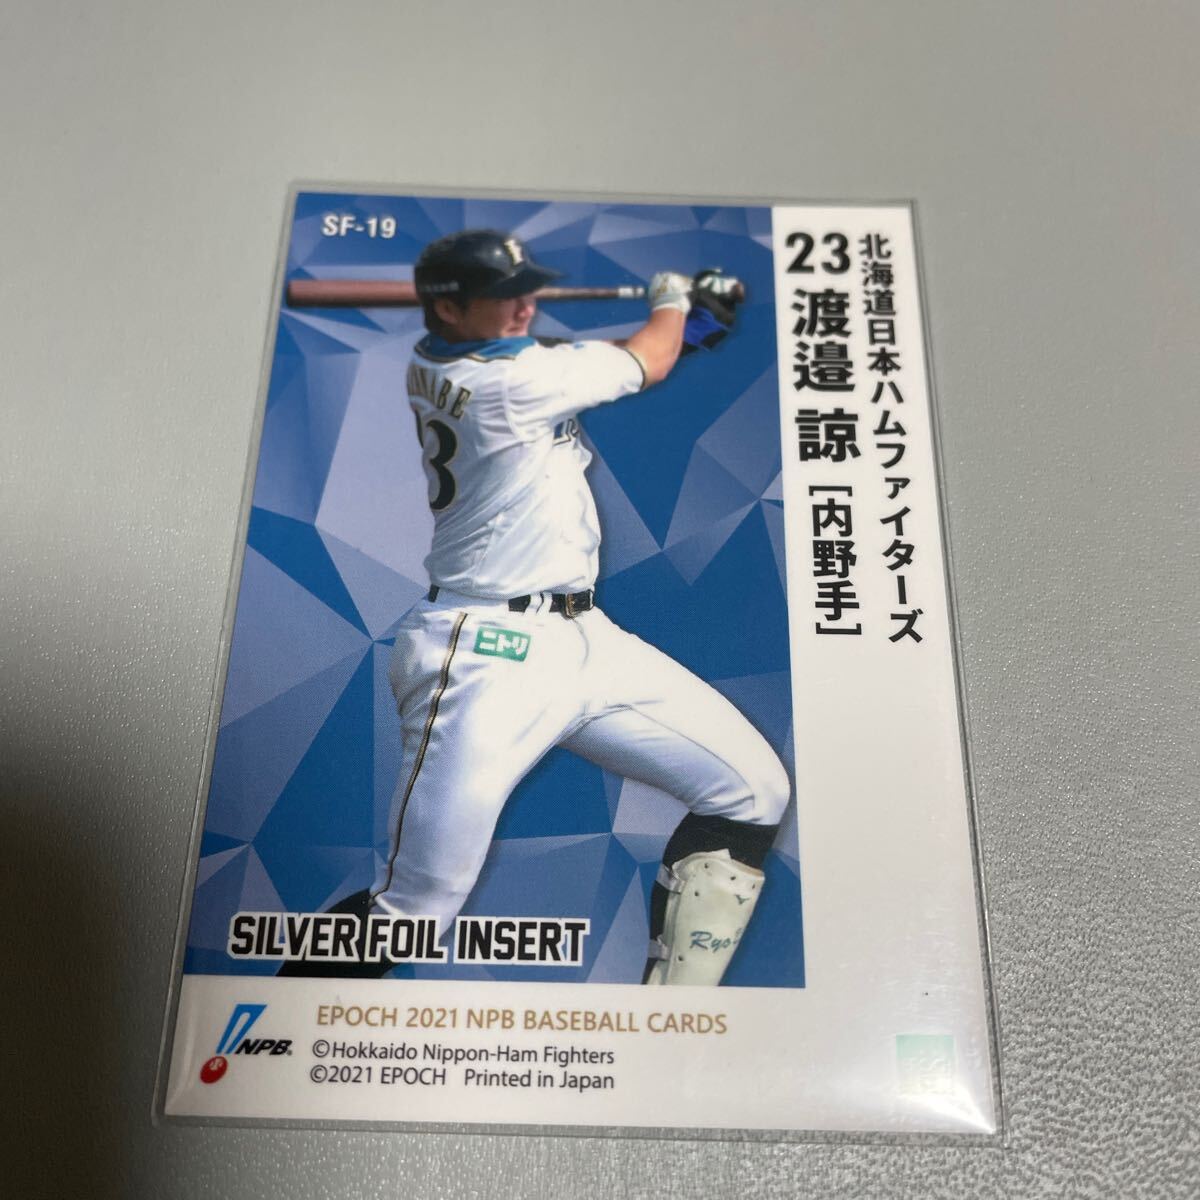 SF-19
北海道日本ハムファイターズ
23 渡邉 諒 [内野手]
ニトリ
SILVER FOIL INSERT
NPB
EPOCH 2021 NPB BASEBALL CARDS
©Hokkaido Nippon-Ham Fighters
©2021 EPOCH Printed in Japan